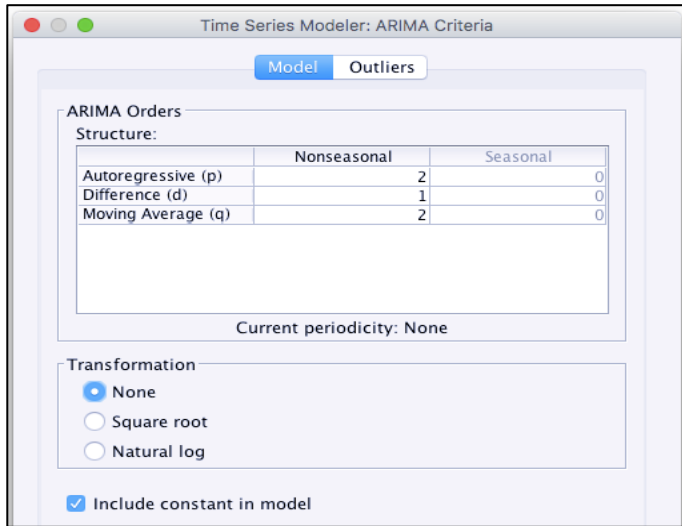 Time Series Modeler: ARIMA Criteria
Model Outliers
ARIMA Orders
Structure:
Nonseasonal Seasonal
Autoregressive (p) 2 0
Difference (d) 1 0
Moving Average (q) 2 0
Current periodicity: None
Transformation
None
Square root
Natural log
Include constant in model